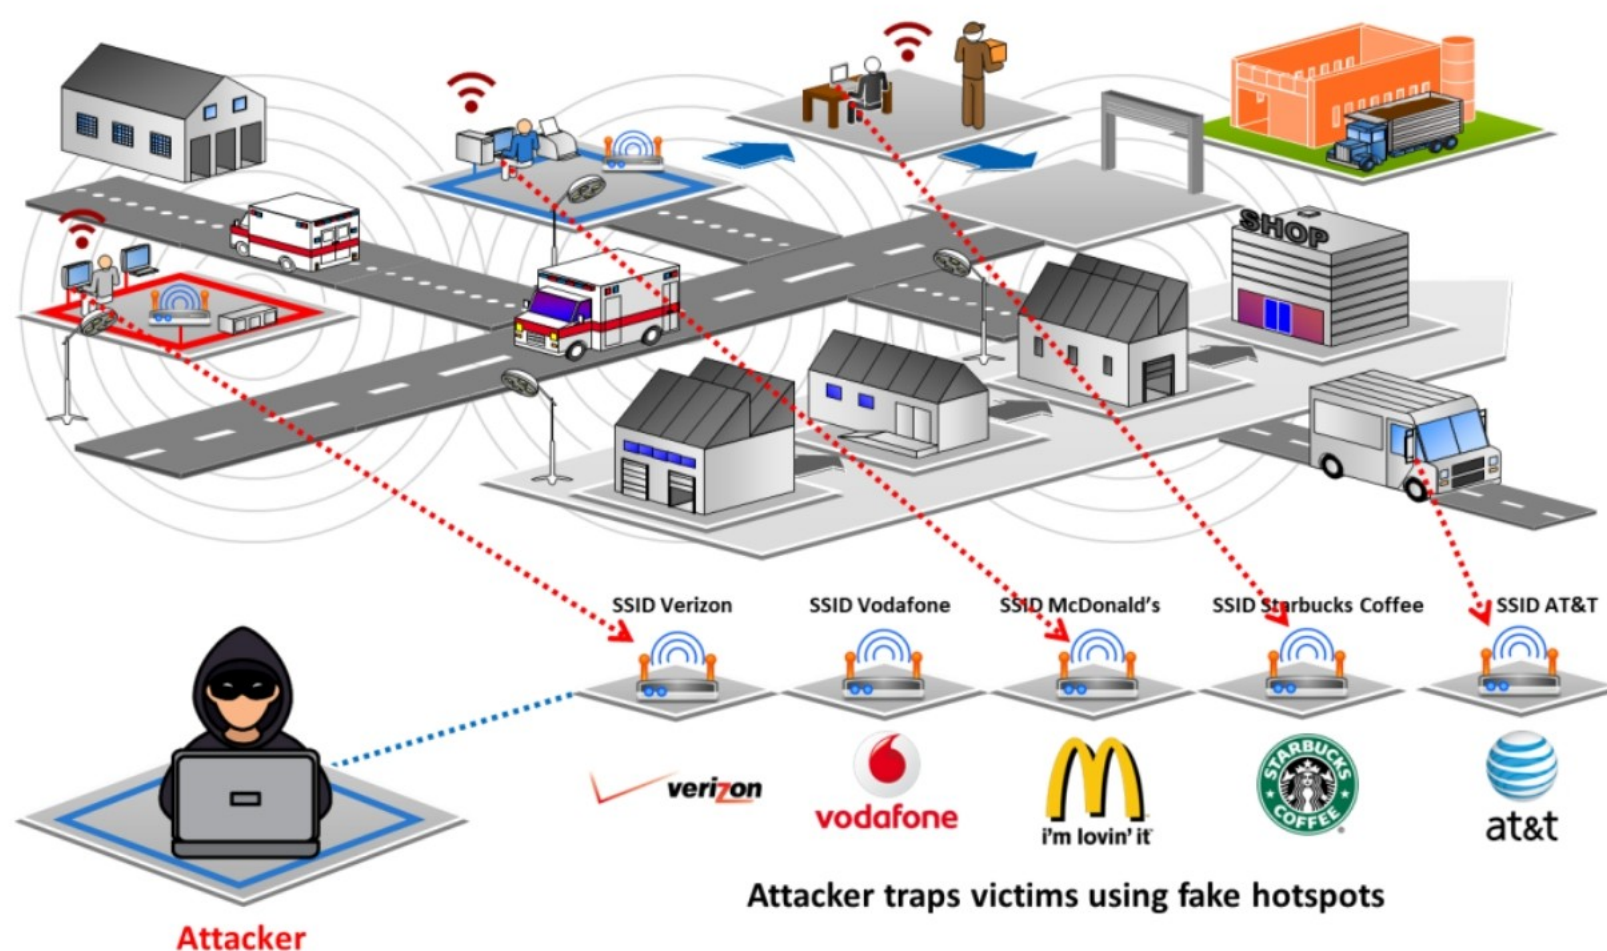 SHOP
SSID Verizon
SSID Vodafone
SSID McDonald's
SSID Starbucks Coffee
SSID AT&T
verizon
vodafone
i'm lovin' it
STARBUCKS
COFFEE
at&t
Attacker traps victims using fake hotspots
Attacker